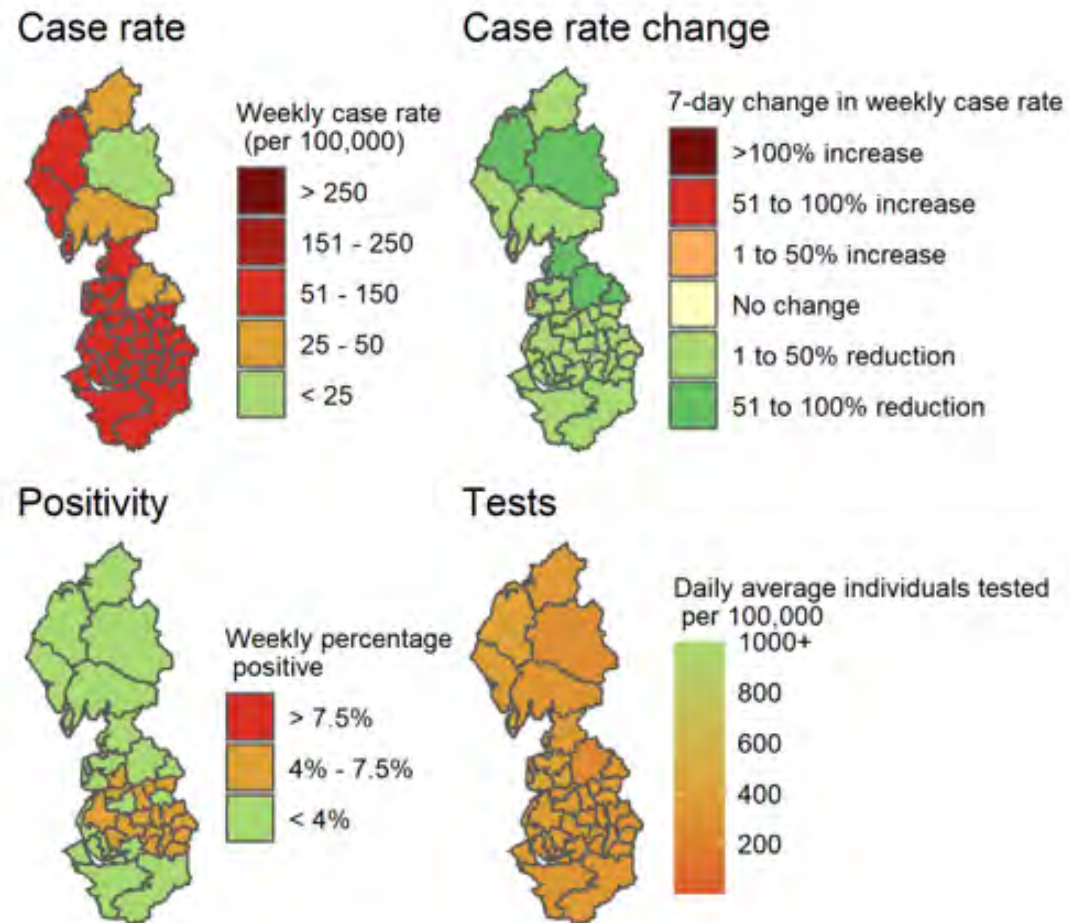 Case rate
Weekly case rate
(per 100,000)
> 250
151 - 250
51 - 150
25 - 50
< 25
Case rate change
7-day change in weekly case rate
>100% increase
51 to 100% increase
1 to 50% increase
No change
1 to 50% reduction
51 to 100% reduction
Positivity
Weekly percentage
positive
> 7.5%
4% - 7.5%
< 4%
Tests
Daily average individuals tested
per 100,000
1000+
800
600
400
200